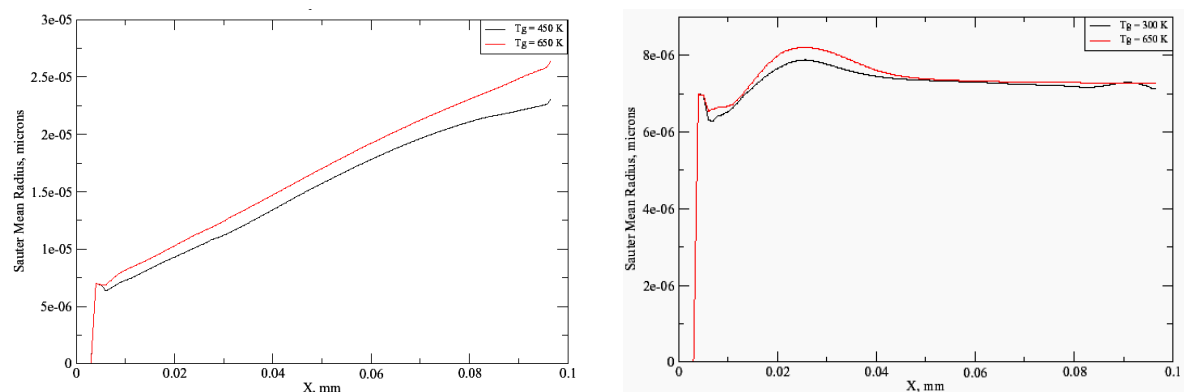 3e-05
2.5e-05
2e-05
1.5e-05
1e-05
5e-06
0
Sauter Mean Radius, microns
Tg = 450 K
Tg = 650 K
0 0.02 0.04 0.06 0.08 0.1
X, mm
8e-06
6e-06
4e-06
2e-06
0
Sauter Mean Radius, microns
Tg = 300 K
Tg = 650 K
0 0.02 0.04 0.06 0.08 0.1
X, mm